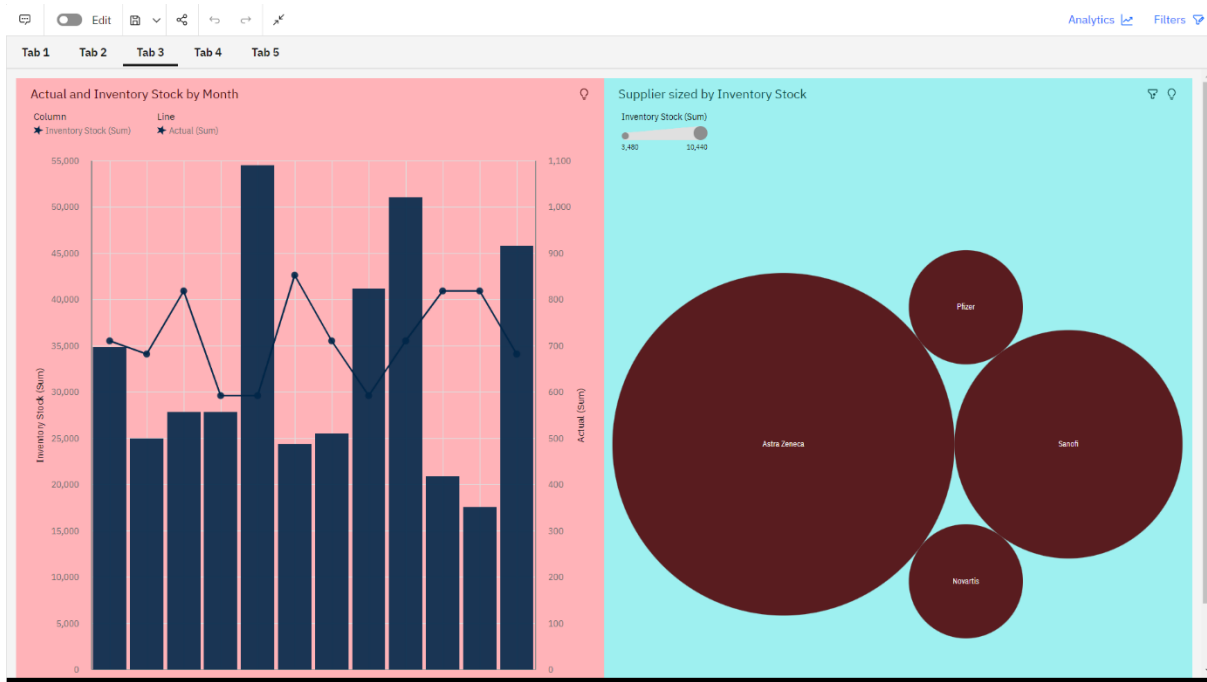 Edit
Analytics
Filters
Tab 1
Tab 2
Tab 3
Tab 4
Tab 5
Actual and Inventory Stock by Month
Column
Line
Inventory Stock (Sum)
Actual (Sum)
55,000
50,000
45,000
40,000
35,000
30,000
25,000
20,000
15,000
10,000
5,000
0
Inventory Stock (Sum)
1,100
1,000
900
800
700
600
500
400
300
200
100
0
Actual (Sum)
Supplier sized by Inventory Stock
Inventory Stock (Sum)
3,480
10,440
Pfizer
Astra Zeneca
Sanofi
Novartis